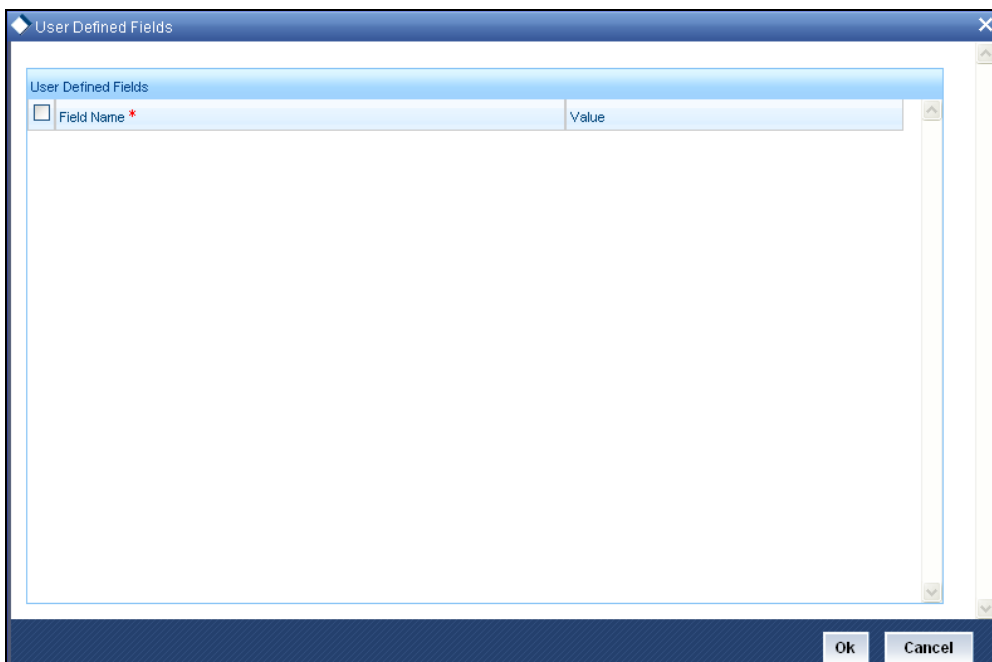 User Defined Fields
User Defined Fields
Field Name * Value
Ok Cancel